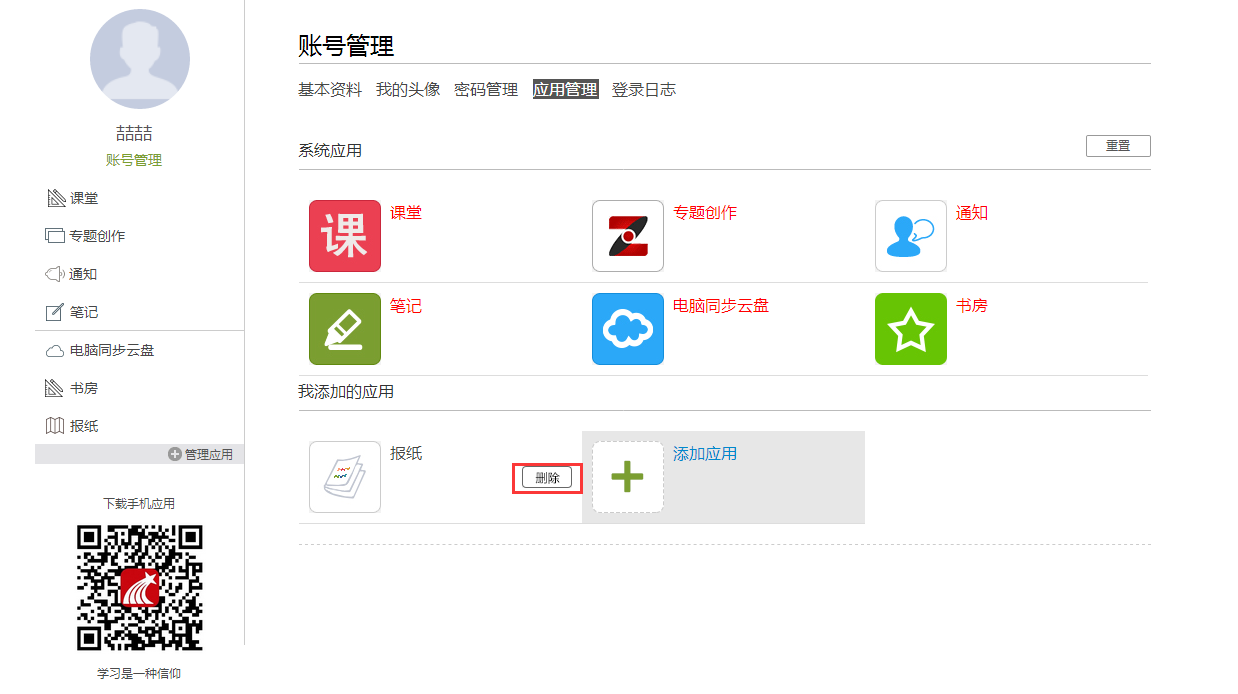 喆喆喆
账号管理
课堂
专题创作
通知
笔记
电脑同步云盘
书房
报纸
管理应用
下载手机应用
学习是一种信仰
账号管理
基本资料 我的头像 密码管理 应用管理 登录日志
系统应用 重置
课 课堂 专题创作 通知
笔记 电脑同步云盘 书房
我添加的应用
报纸 删除 添加应用